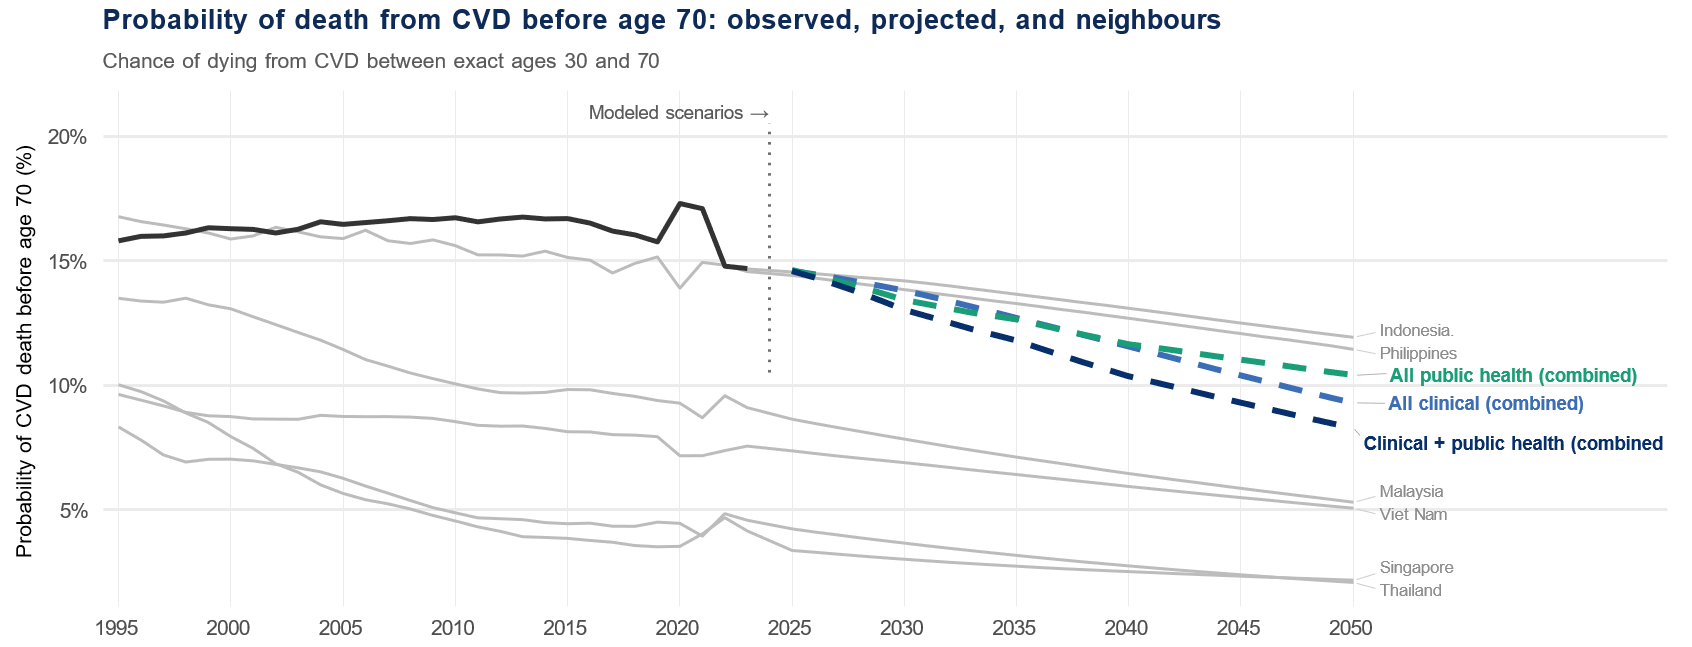 Probability of death from CVD before age 70: observed, projected, and neighbours
Chance of dying from CVD between exact ages 30 and 70
Modeled scenarios →
Probability of CVD death before age 70 (%)
20%
15%
10%
5%
Indonesia.
Philippines
All public health (combined)
All clinical (combined)
Clinical + public health (combined
Malaysia
Viet Nam
Singapore
Thailand
1995 2000 2005 2010 2015 2020 2025 2030 2035 2040 2045 2050